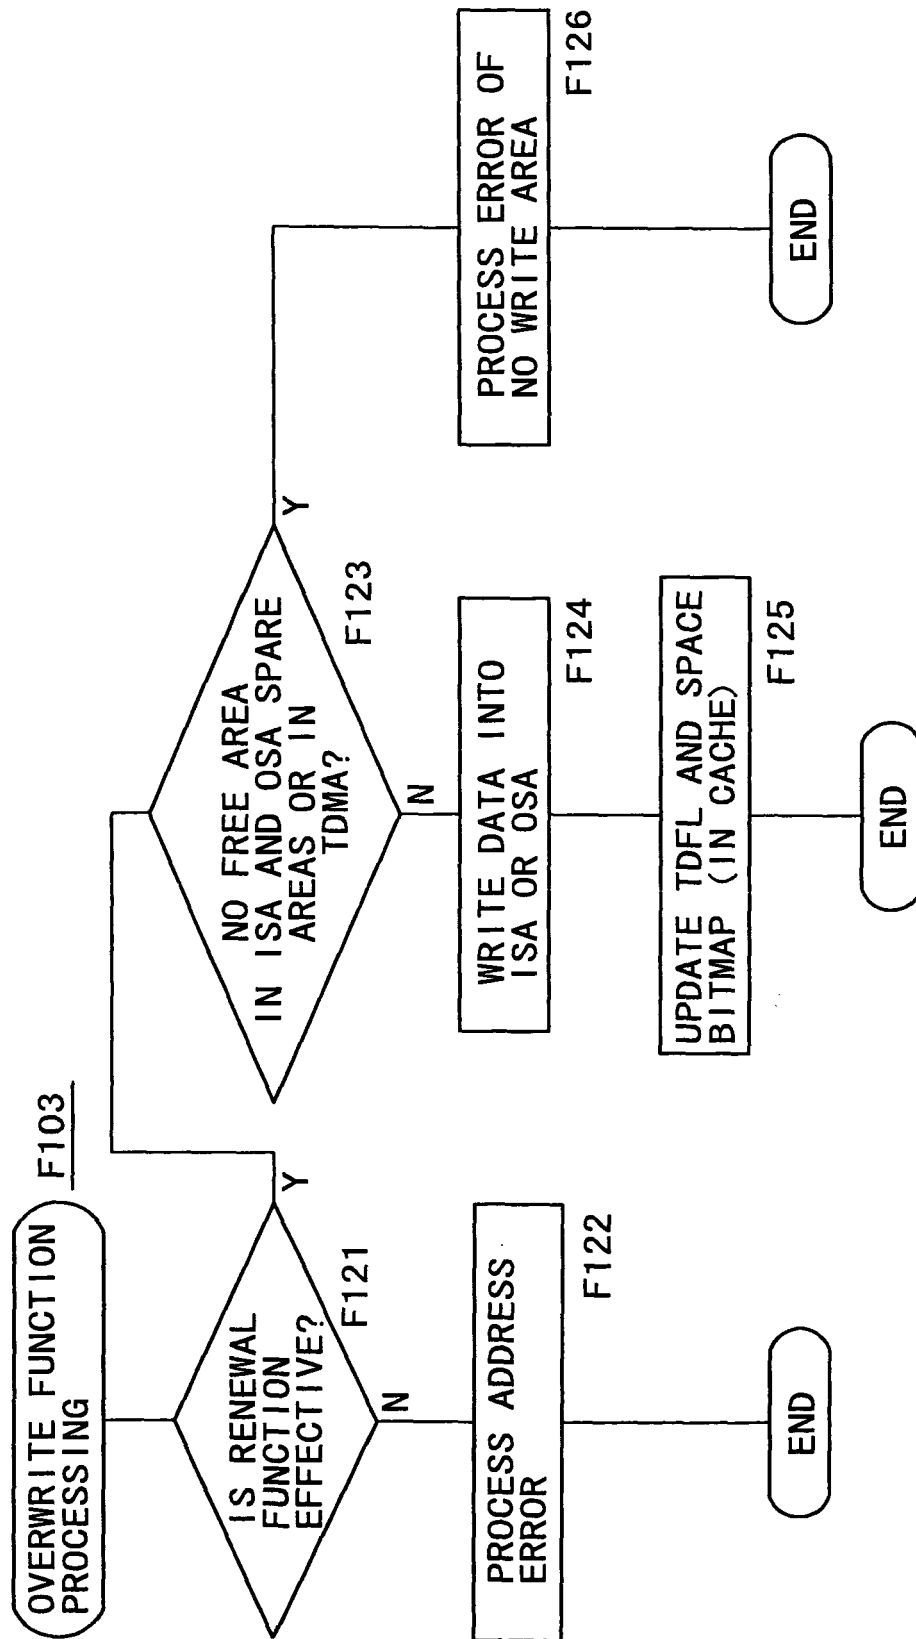 OVERWRITE FUNCTION
PROCESSING
F103
IS RENEWAL
FUNCTION
EFFECTIVE?
F121
Y
N
PROCESS ADDRESS
ERROR
F122
END
NO FREE AREA
IN ISA AND OSA SPARE
AREAS OR IN
TDMA?
F123
Y
N
WRITE DATA INTO
ISA OR OSA
F124
UPDATE TDFL AND SPACE
BITMAP (IN CACHE)
F125
END
PROCESS ERROR OF
NO WRITE AREA
F126
END